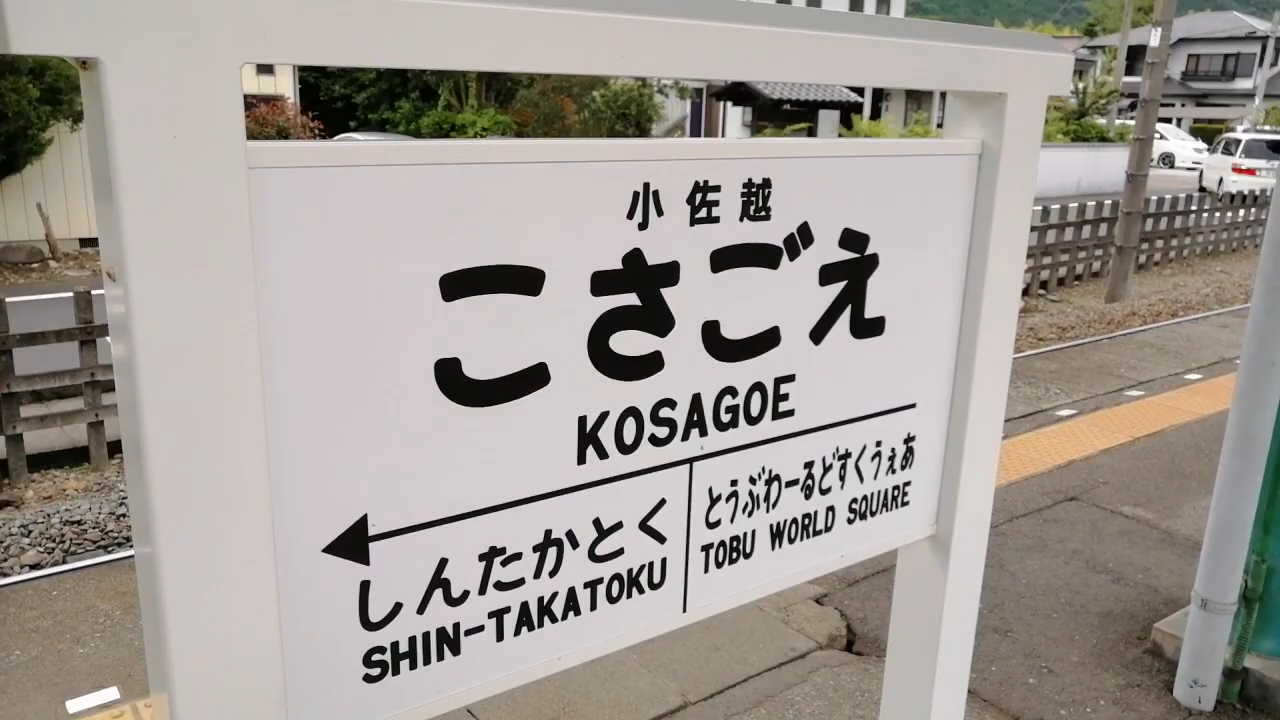 小佐越
こさごえ
KOSAGOE
しんたかとく
SHIN-TAKATOKU
とうぶわーるどすくうぇあ
TOBU WORLD SQUARE